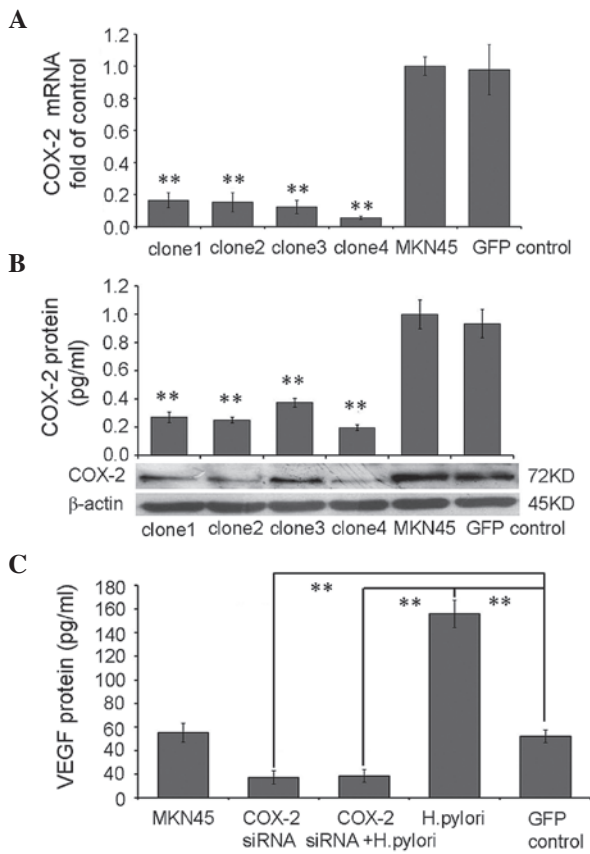 A
COX-2 mRNA
fold of control
1.2
1.0
0.8
0.6
0.4
0.2
0.0
** ** ** **
clone1 clone2 clone3 clone4 MKN45 GFP control
B
COX-2 protein
(pg/ml)
1.2
1.0
0.8
0.6
0.4
0.2
0.0
** ** ** **
COX-2 72KD
β-actin 45KD
clone1 clone2 clone3 clone4 MKN45 GFP control
C
VEGF protein (pg/ml)
180
160
140
120
100
80
60
40
20
0
** ** **
MKN45 COX-2 COX-2 H.pylori GFP
siRNA siRNA +H.pylori control